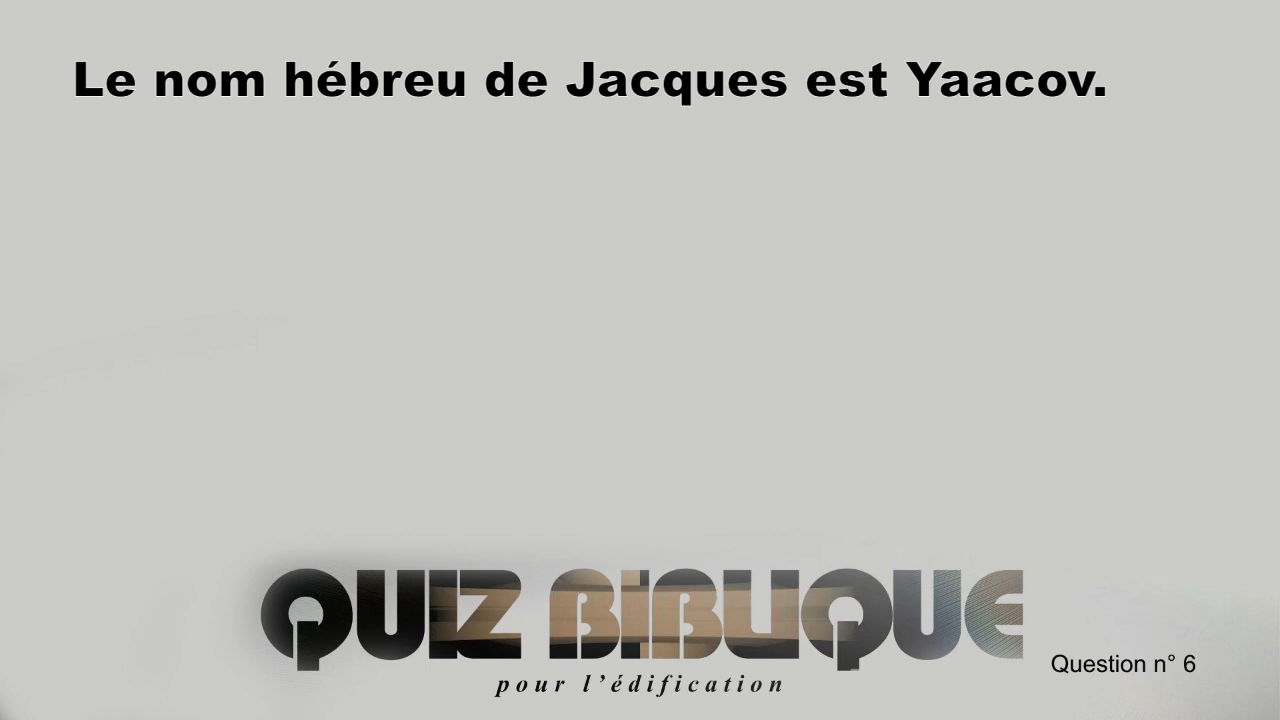 Le nom hébreu de Jacques est Yaacov.
QUIZ BIBLIQUE
pour l’édification
Question n° 6